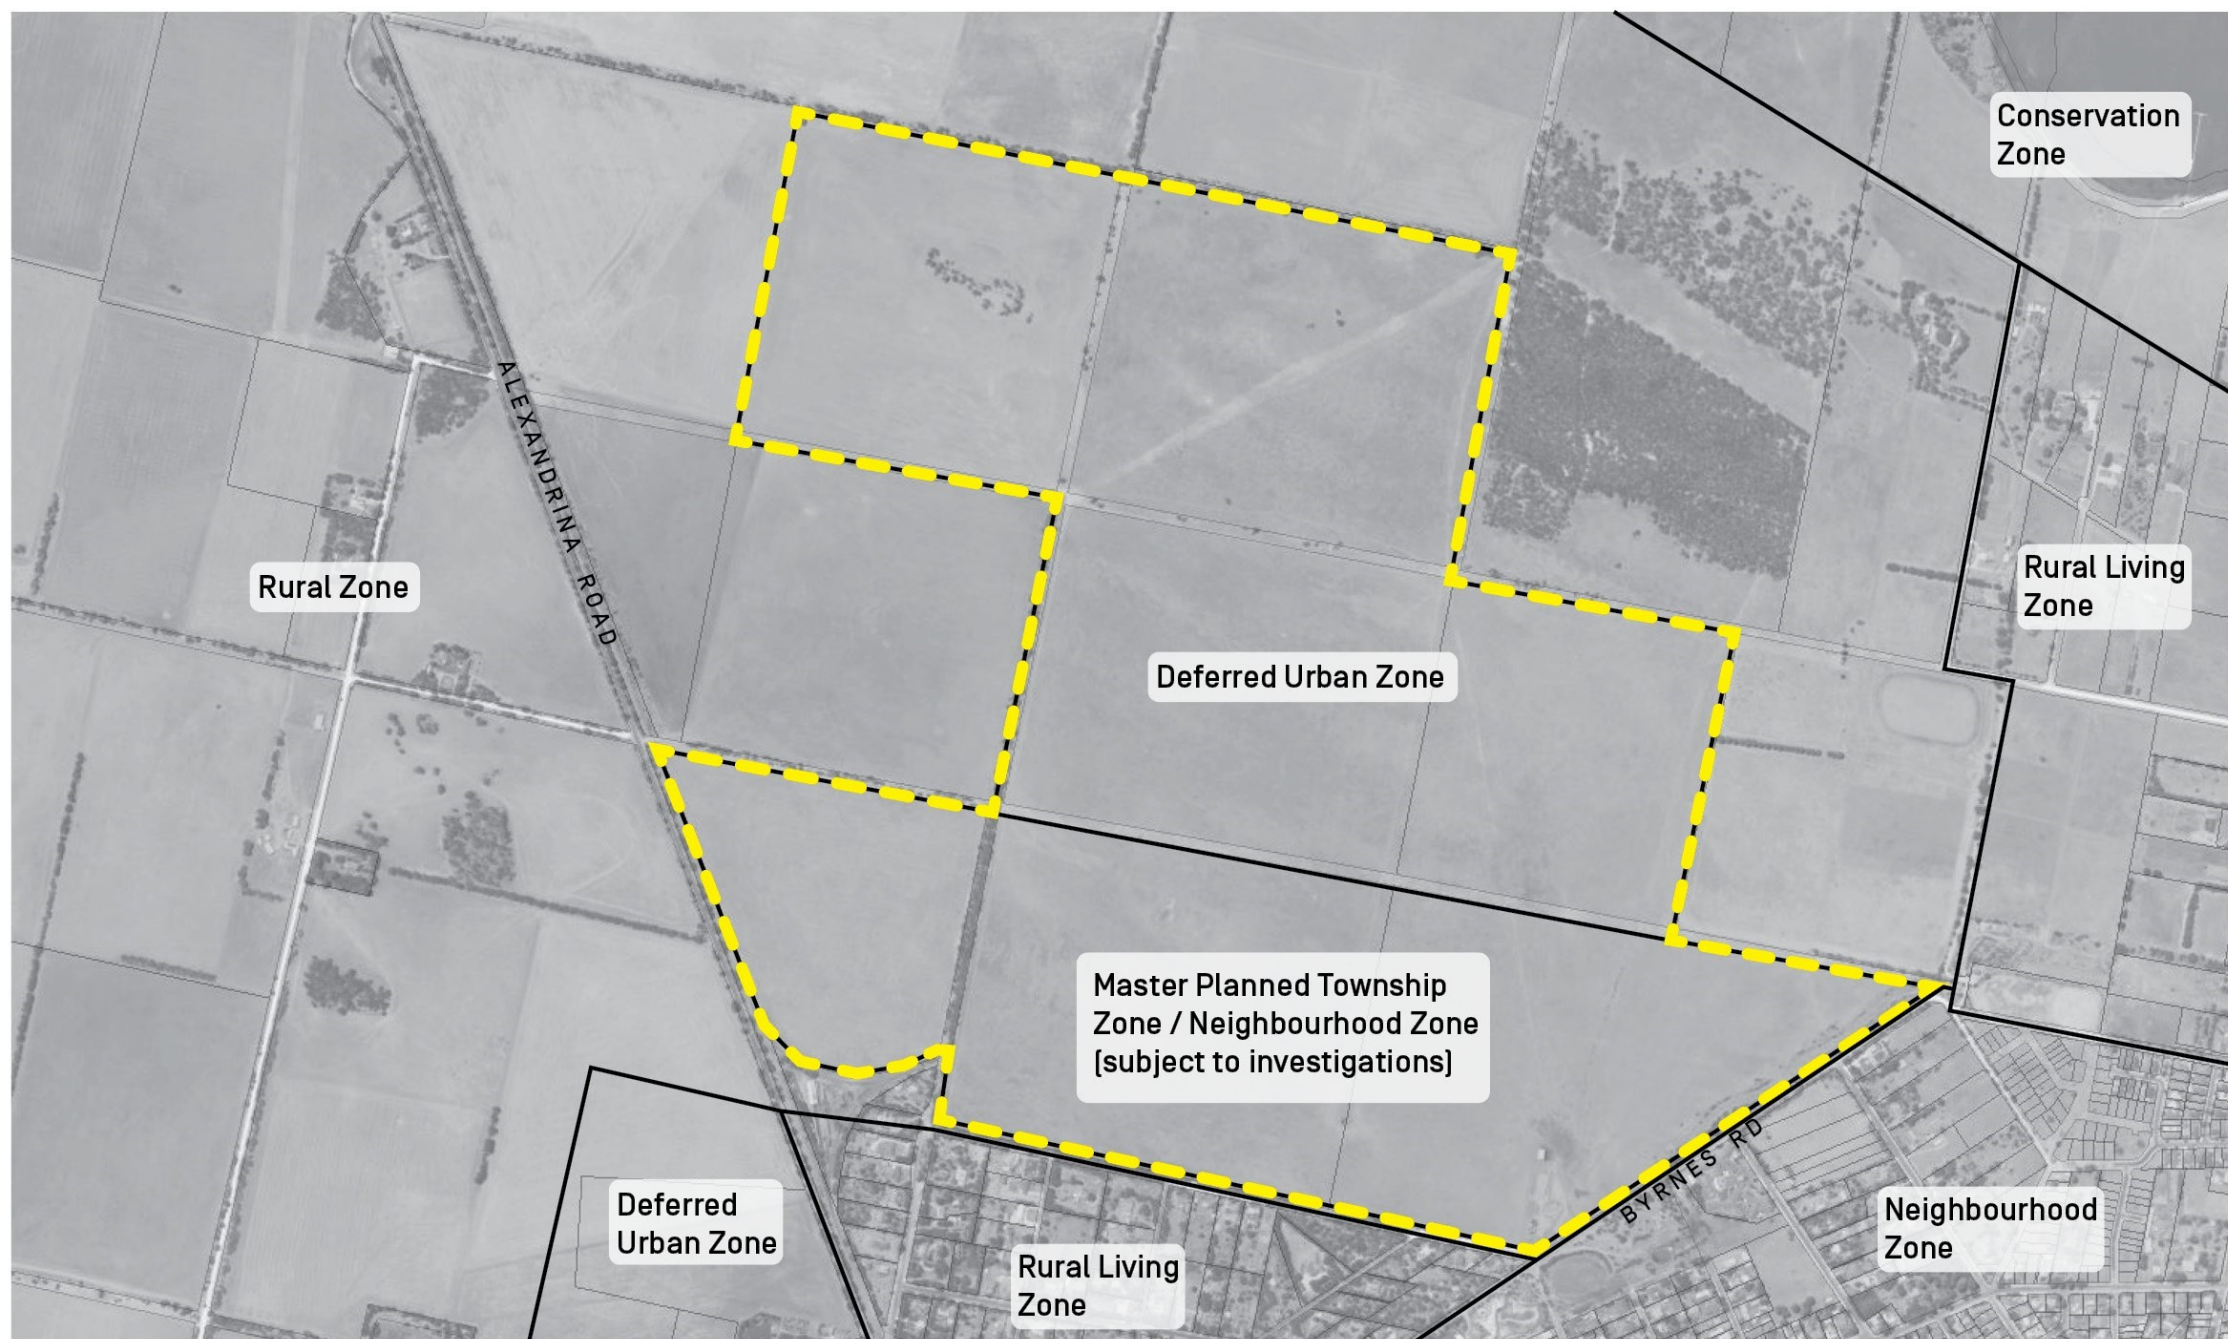 Conservation
Zone
ALEXANDRINA ROAD
Rural Zone
Rural Living
Zone
Deferred Urban Zone
Master Planned Township
Zone / Neighbourhood Zone
(subject to investigations)
BYRNES RD
Deferred
Urban Zone
Neighbourhood
Zone
Rural Living
Zone